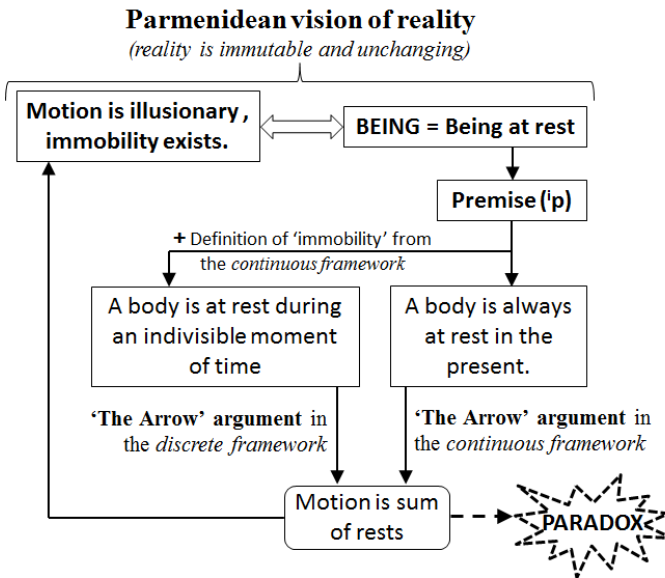 Parmenidean vision of reality
(reality is immutable and unchanging)
Motion is illusionary ,
immobility exists.
BEING = Being at rest
Premise (ⁱp)
+ Definition of ‘immobility’ from
the continuous framework
A body is at rest during
an indivisible moment
of time
A body is always
at rest in the
present.
‘The Arrow’ argument in
the discrete framework
‘The Arrow’ argument in
the continuous framework
Motion is sum
of rests
PARADOX